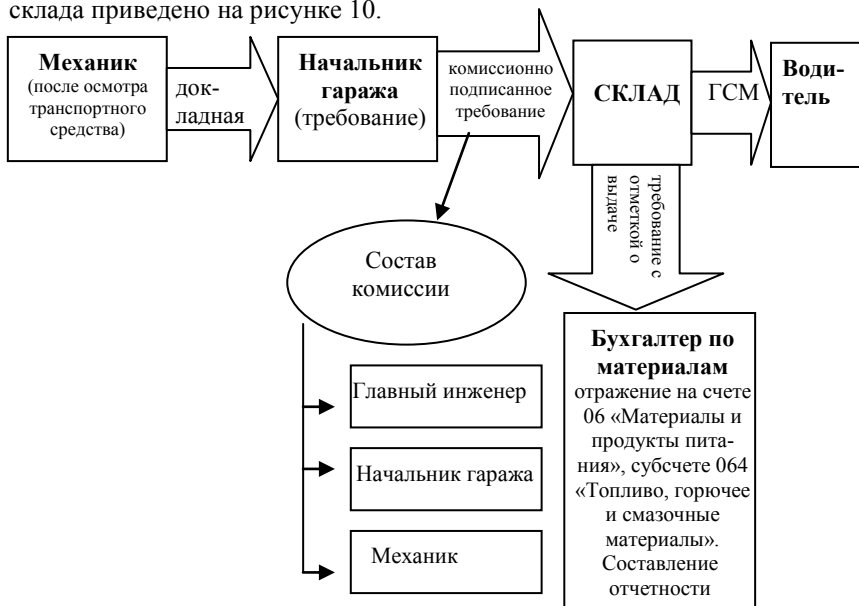 склада приведено на рисунке 10.
Механик
(после осмотра
транспортного
средства)
док-
ладная
Начальник
гаража
(требование)
комиссионно
подписанное
требование
СКЛАД
ГСМ
Води-
тель
требование с
отметкой о
выдаче
Состав
комиссии
Главный инженер
Начальник гаража
Механик
Бухгалтер по
материалам
отражение на счете
06 «Материалы и
продукты пита-
ния», субсчете 064
«Топливо, горючее
и смазочные
материалы».
Составление
отчетности